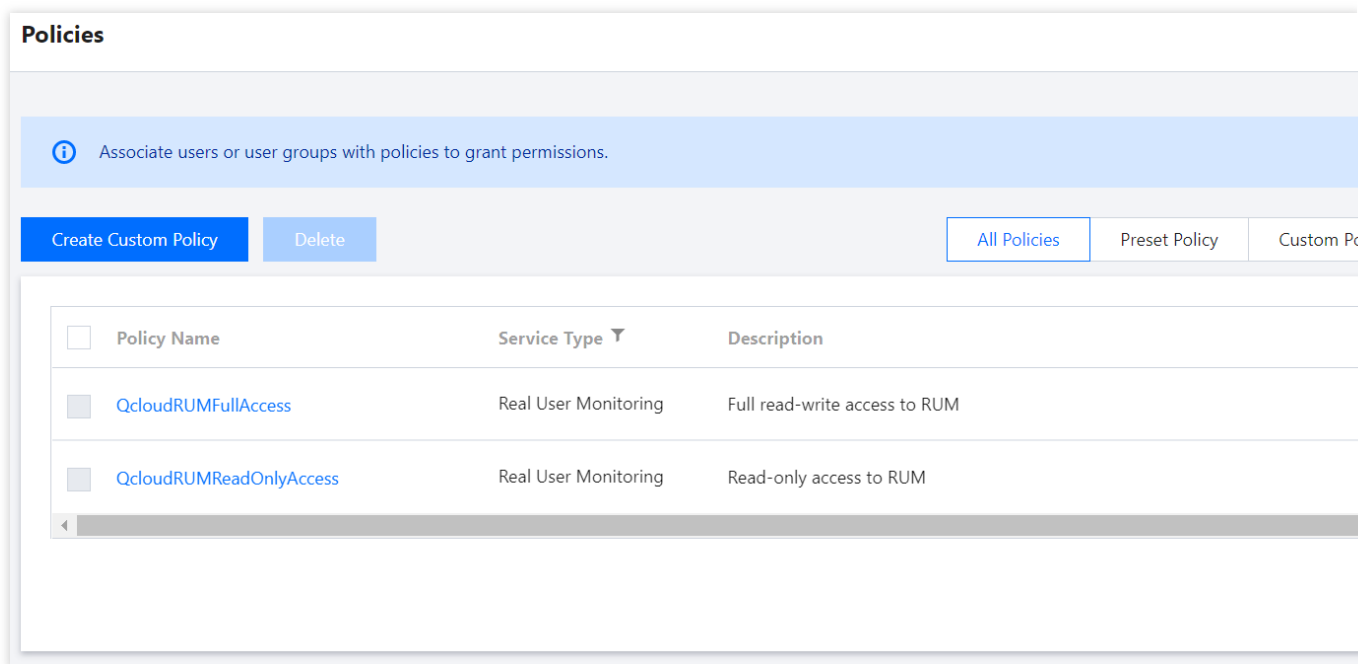 Policies
Associate users or user groups with policies to grant permissions.
Create Custom Policy Delete All Policies Preset Policy Custom
Policy Name Service Type Description
QcloudRUMFullAccess Real User Monitoring Full read-write access to RUM
QcloudRUMReadOnlyAccess Real User Monitoring Read-only access to RUM